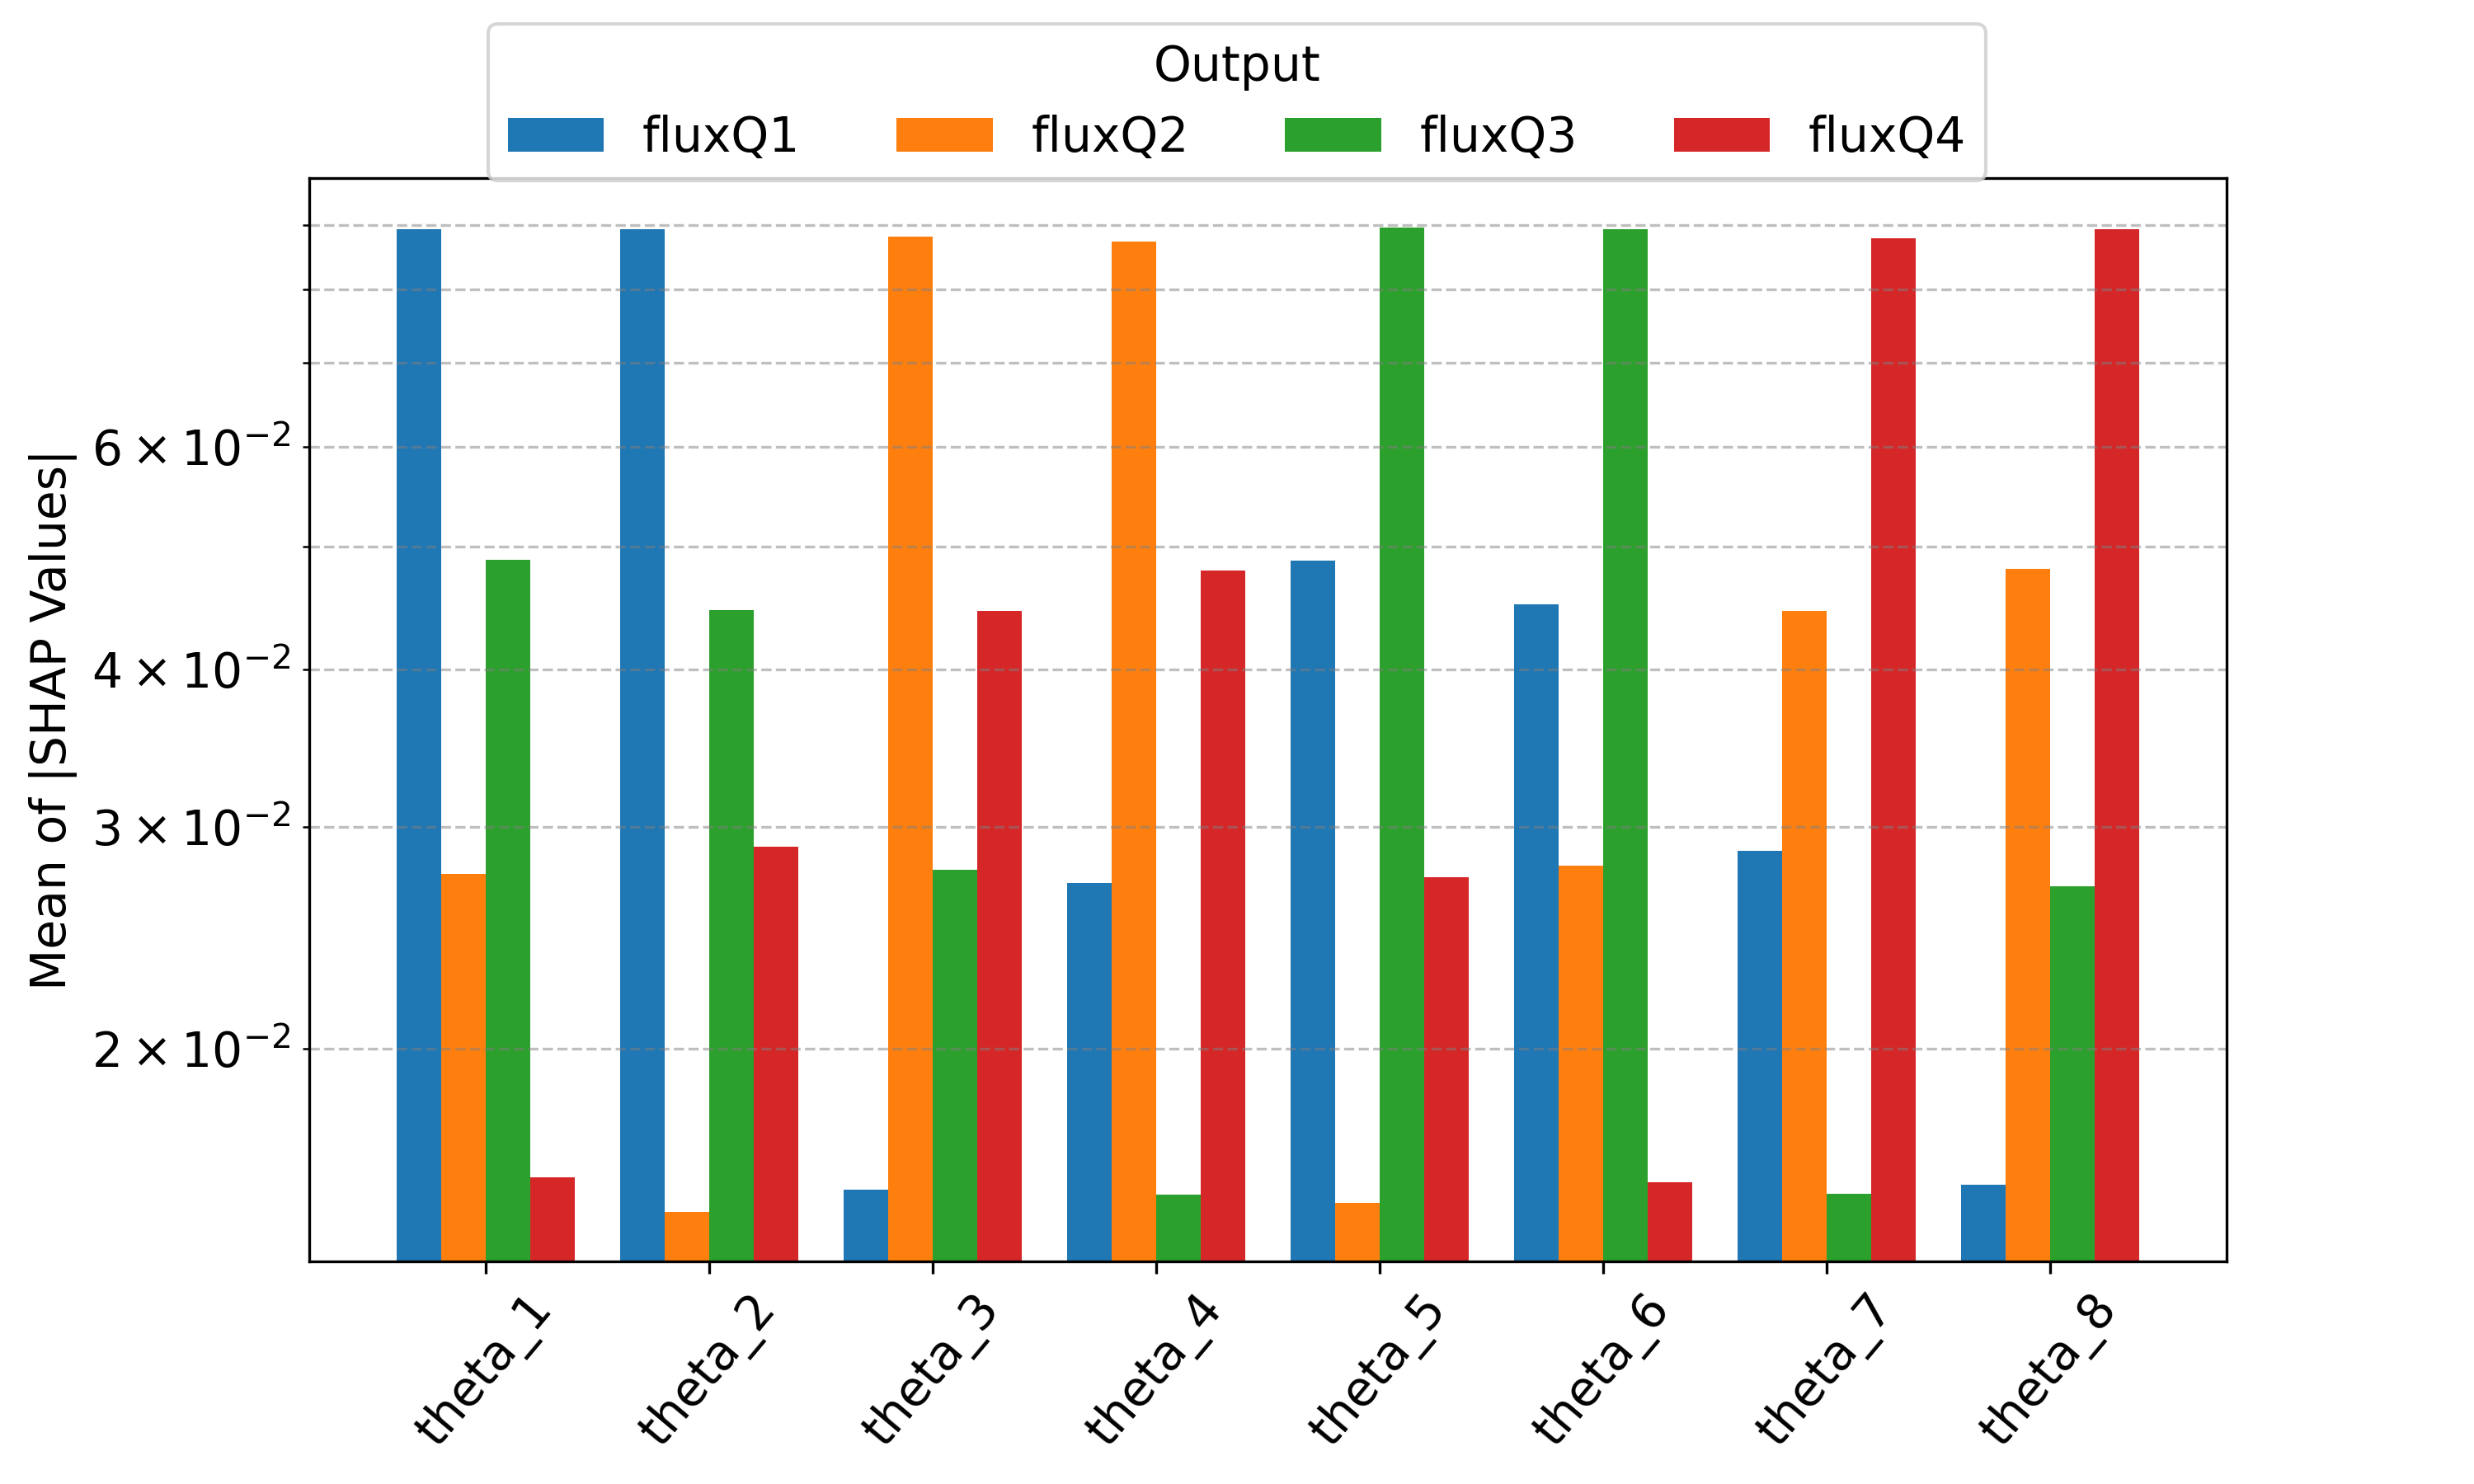 Output
fluxQ1 fluxQ2 fluxQ3 fluxQ4
Mean of |SHAP Values|
6 × 10⁻²
4 × 10⁻²
3 × 10⁻²
2 × 10⁻²
theta_1 theta_2 theta_3 theta_4 theta_5 theta_6 theta_7 theta_8